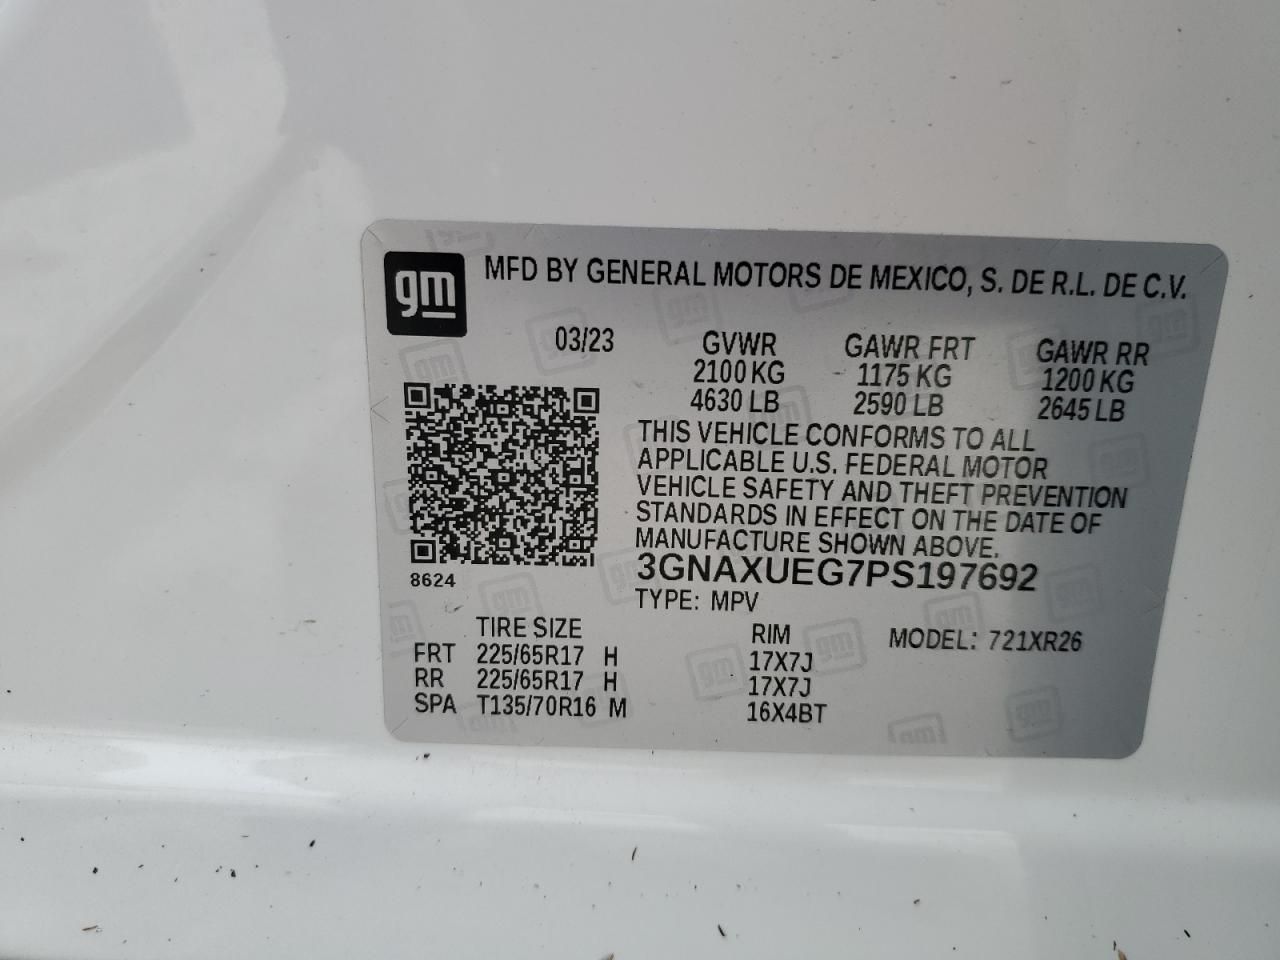 gm MFD BY GENERAL MOTORS DE MEXICO, S. DE R.L. DE C.V.
03/23 GVWR GAWR FRT GAWR RR
2100 KG 1175 KG 1200 KG
4630 LB 2590 LB 2645 LB
THIS VEHICLE CONFORMS TO ALL
APPLICABLE U.S. FEDERAL MOTOR
VEHICLE SAFETY AND THEFT PREVENTION
STANDARDS IN EFFECT ON THE DATE OF
MANUFACTURE SHOWN ABOVE.
8624
3GNAXUEG7PS197692
TYPE: MPV
TIRE SIZE RIM MODEL: 721XR26
FRT 225/65R17 H 17X7J
RR 225/65R17 H 17X7J
SPA T135/70R16 M 16X4BT